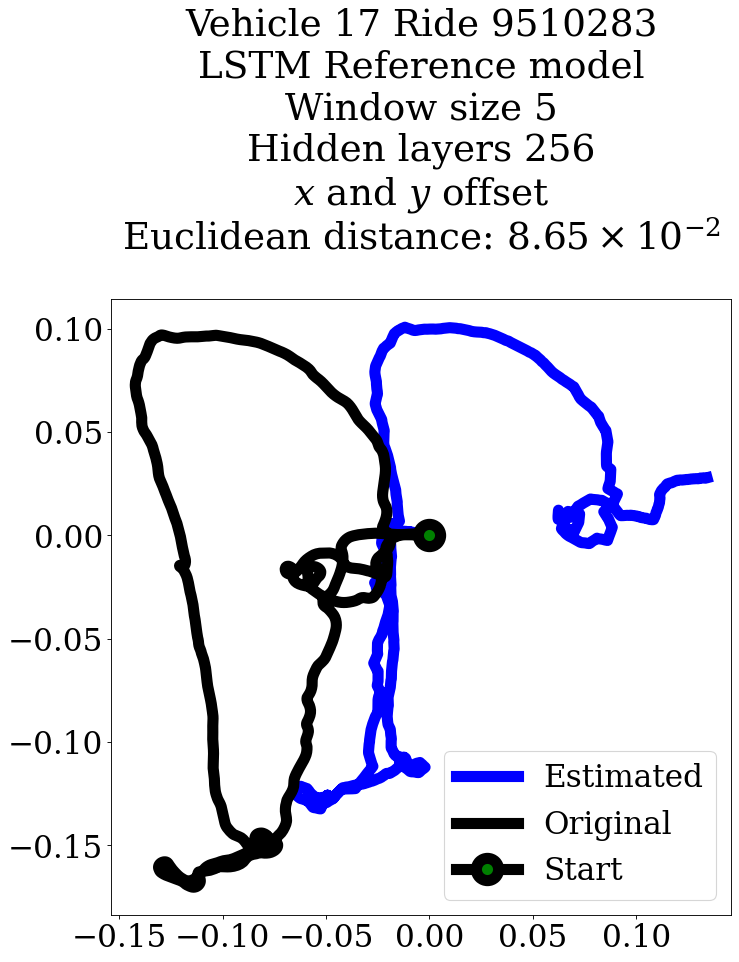 Vehicle 17 Ride 9510283
LSTM Reference model
Window size 5
Hidden layers 256
x and y offset
Euclidean distance: 8.65 × 10⁻²
0.10
0.05
0.00
−0.05
−0.10
−0.15
Estimated
Original
Start
−0.15 −0.10 −0.05 0.00 0.05 0.10